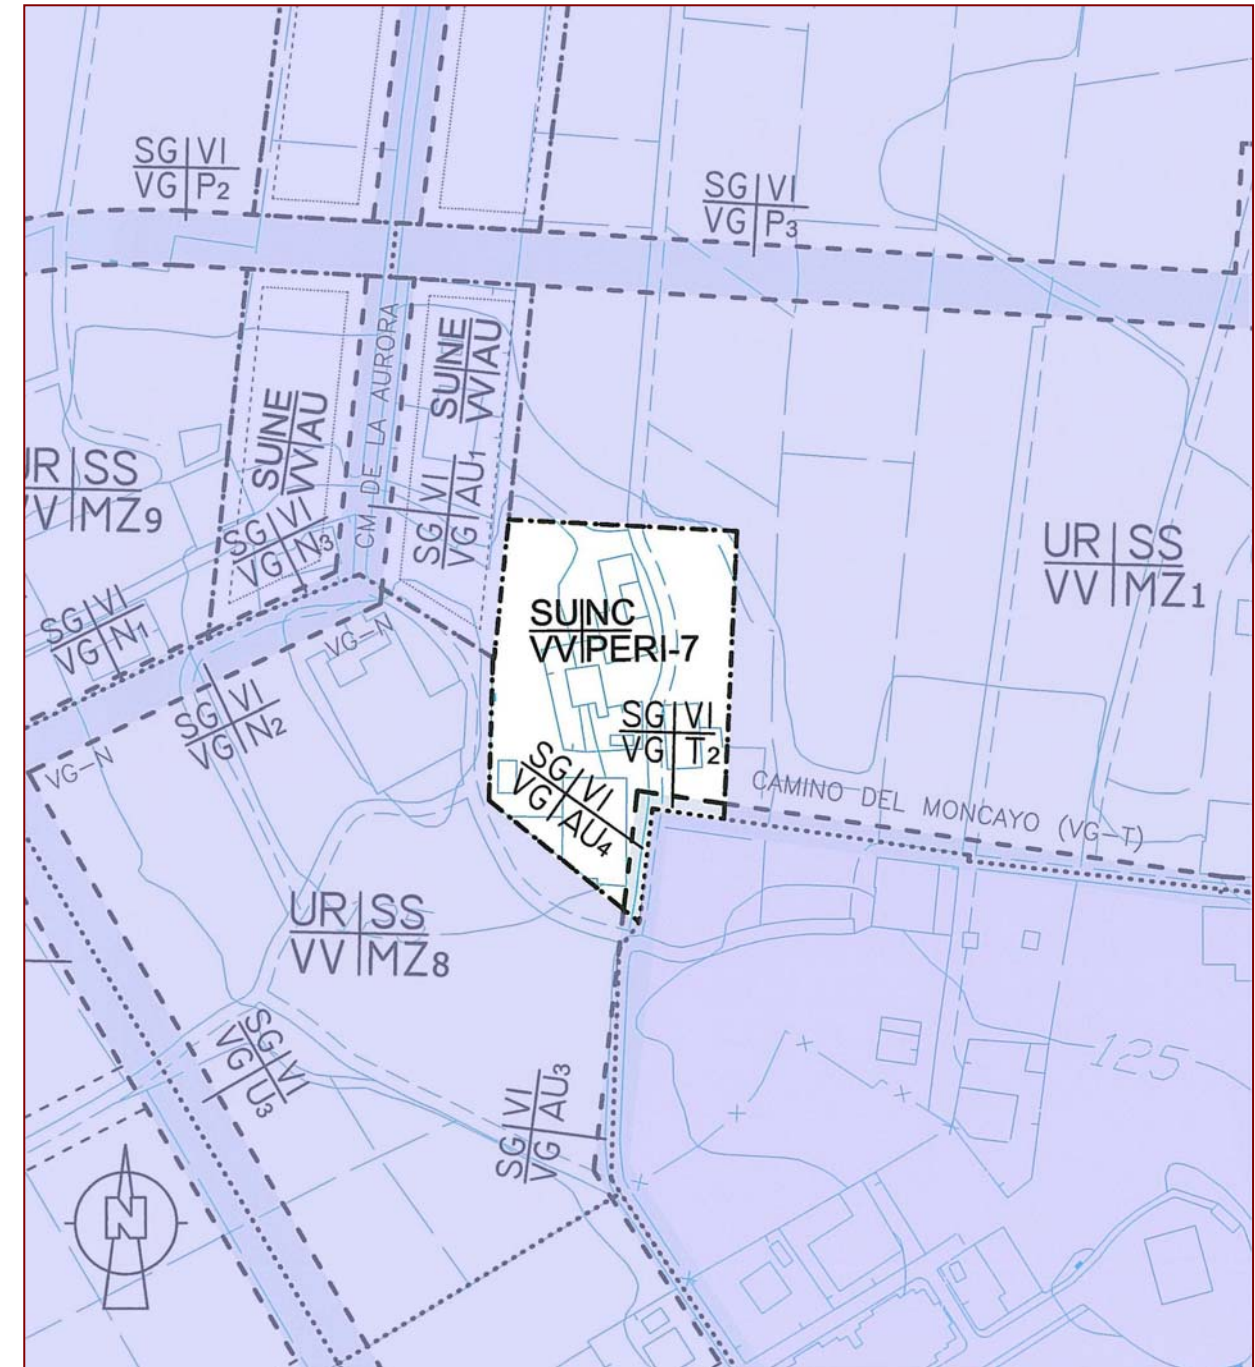 SG VI
VG P2
SG VI
VG P3
CM DE LA AURORA
SUNE
VV AU
SUNE
VV AU
SG VI
VG AU1
SG VI
VG N3
UR SS
VV MZ9
SG VI
VG N1
VG-N
SG VI
VG N2
VG-N
SUNC
VV PERI-7
UR SS
VV MZ1
SG VI
VG T2
SG VI
VG AU4
CAMINO DEL MONCAYO (VG-T)
UR SS
VV MZ8
SG VI
VG U3
SG VI
VG AU3
125
N